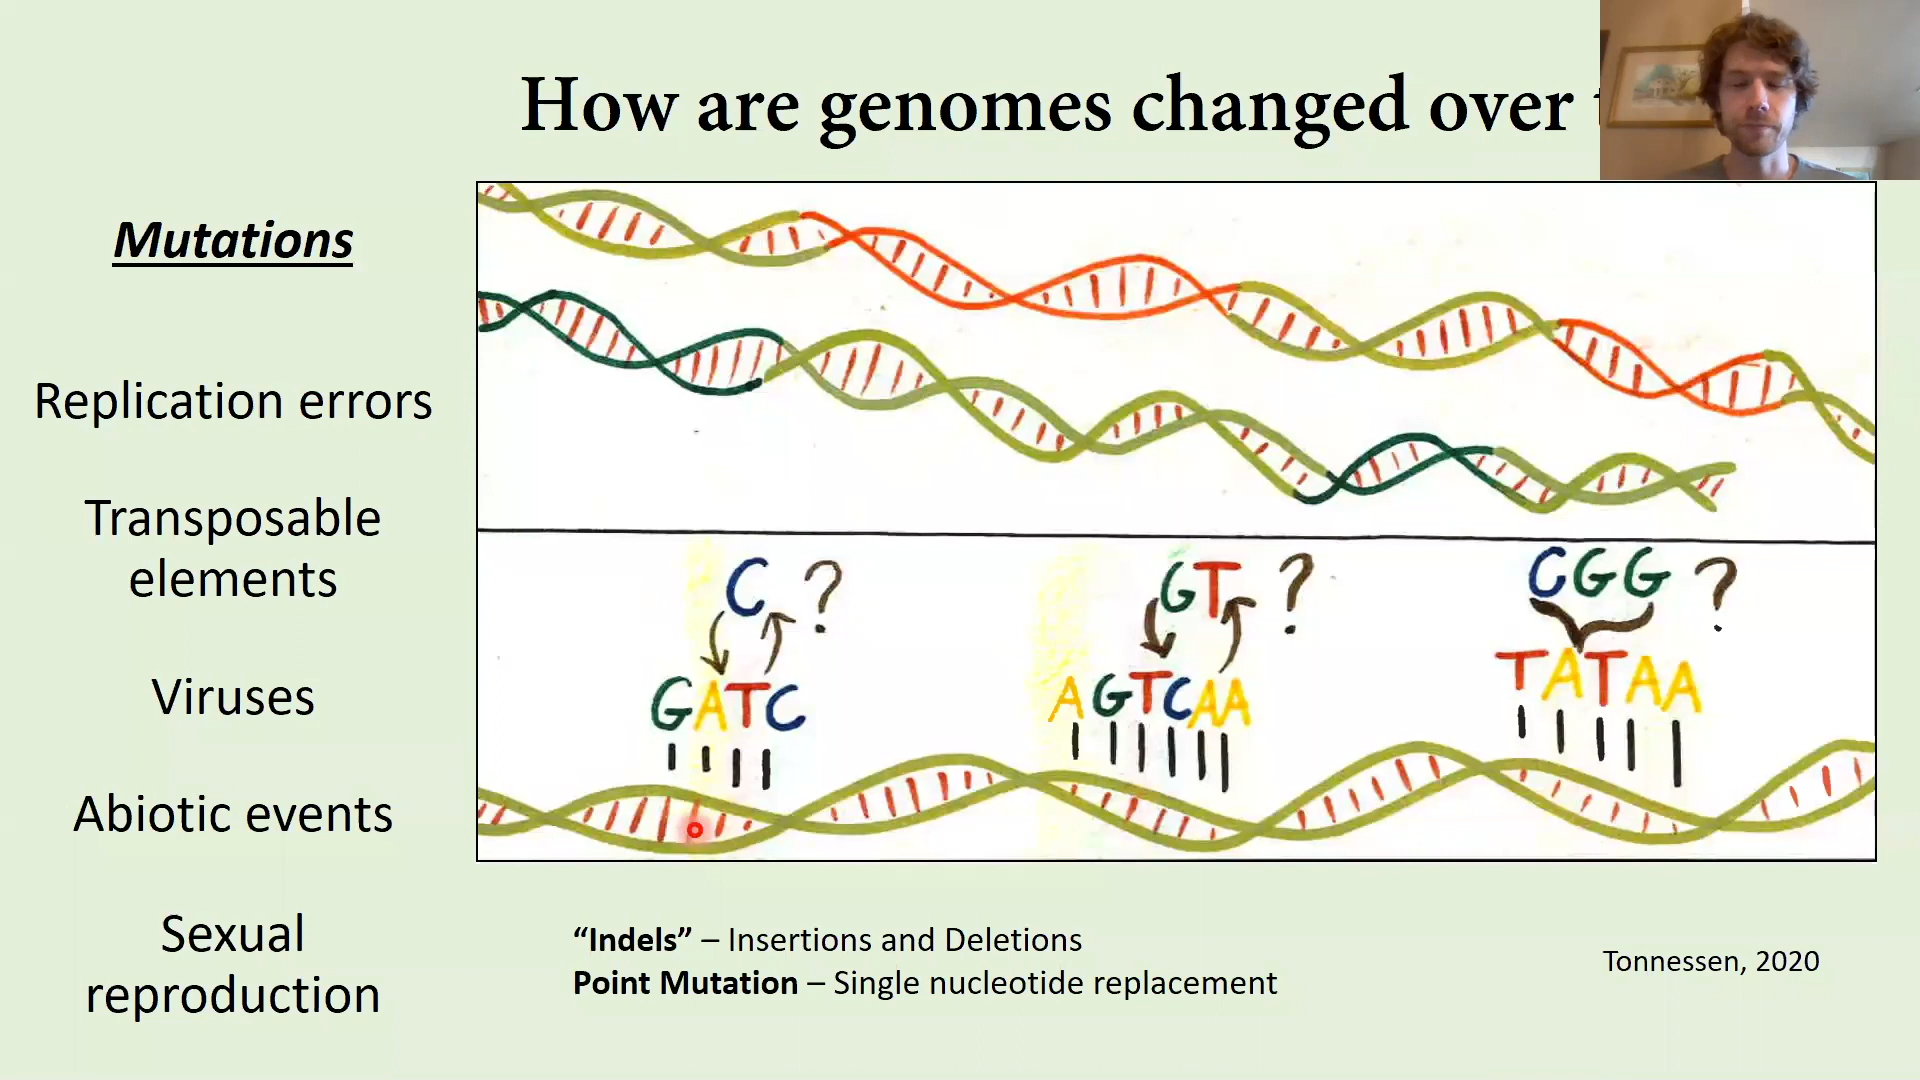 How are genomes changed over
Mutations
Replication errors
Transposable
elements
Viruses
Abiotic events
Sexual
reproduction
C ?
GATC
GT ?
AGTCAA
CGG ?
TATAA
“Indels” – Insertions and Deletions
Point Mutation – Single nucleotide replacement
Tonnessen, 2020